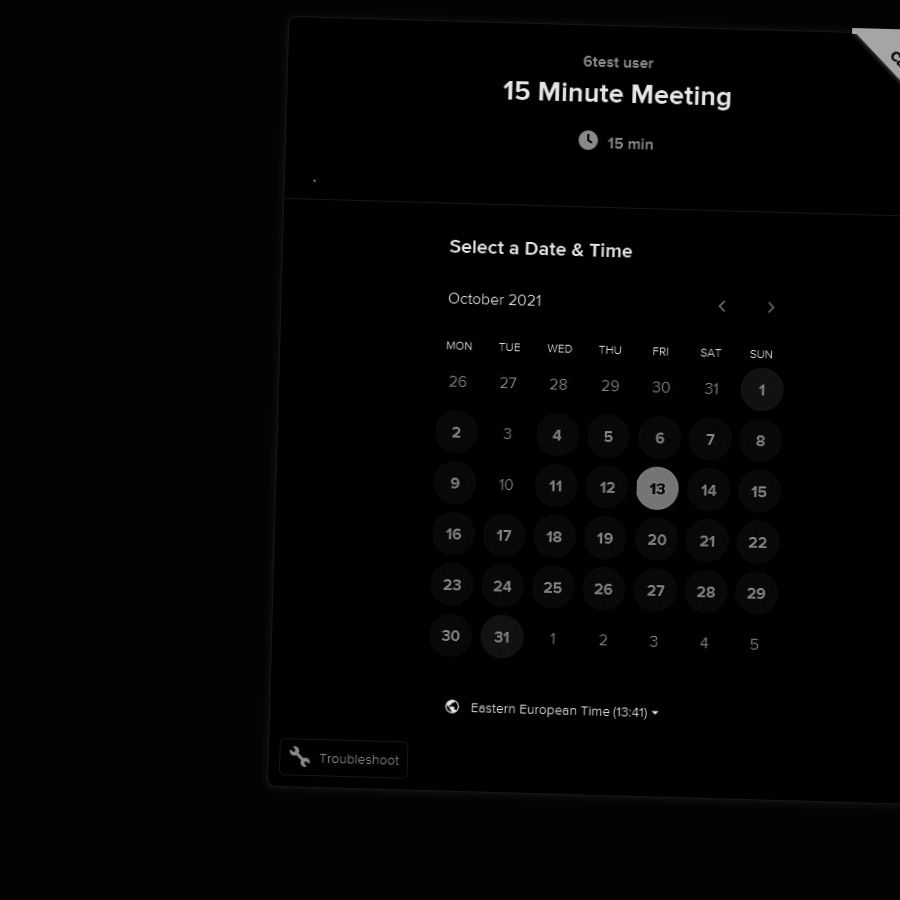 6test user
15 Minute Meeting
15 min
Select a Date & Time
October 2021
MON TUE WED THU FRI SAT SUN
26 27 28 29 30 31 1
2 3 4 5 6 7 8
9 10 11 12 13 14 15
16 17 18 19 20 21 22
23 24 25 26 27 28 29
30 31 1 2 3 4 5
Eastern European Time (13:41)
Troubleshoot